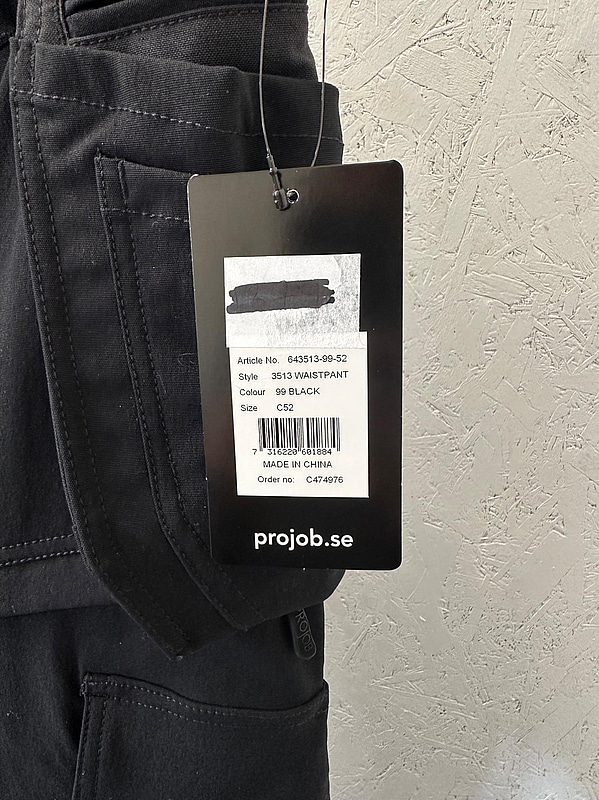 Article No. 643513-99-52
Style 3513 WAISTPANT
Colour 99 BLACK
Size C52
7 316220 601884
MADE IN CHINA
Order no: C474976
projob.se
PROJOB